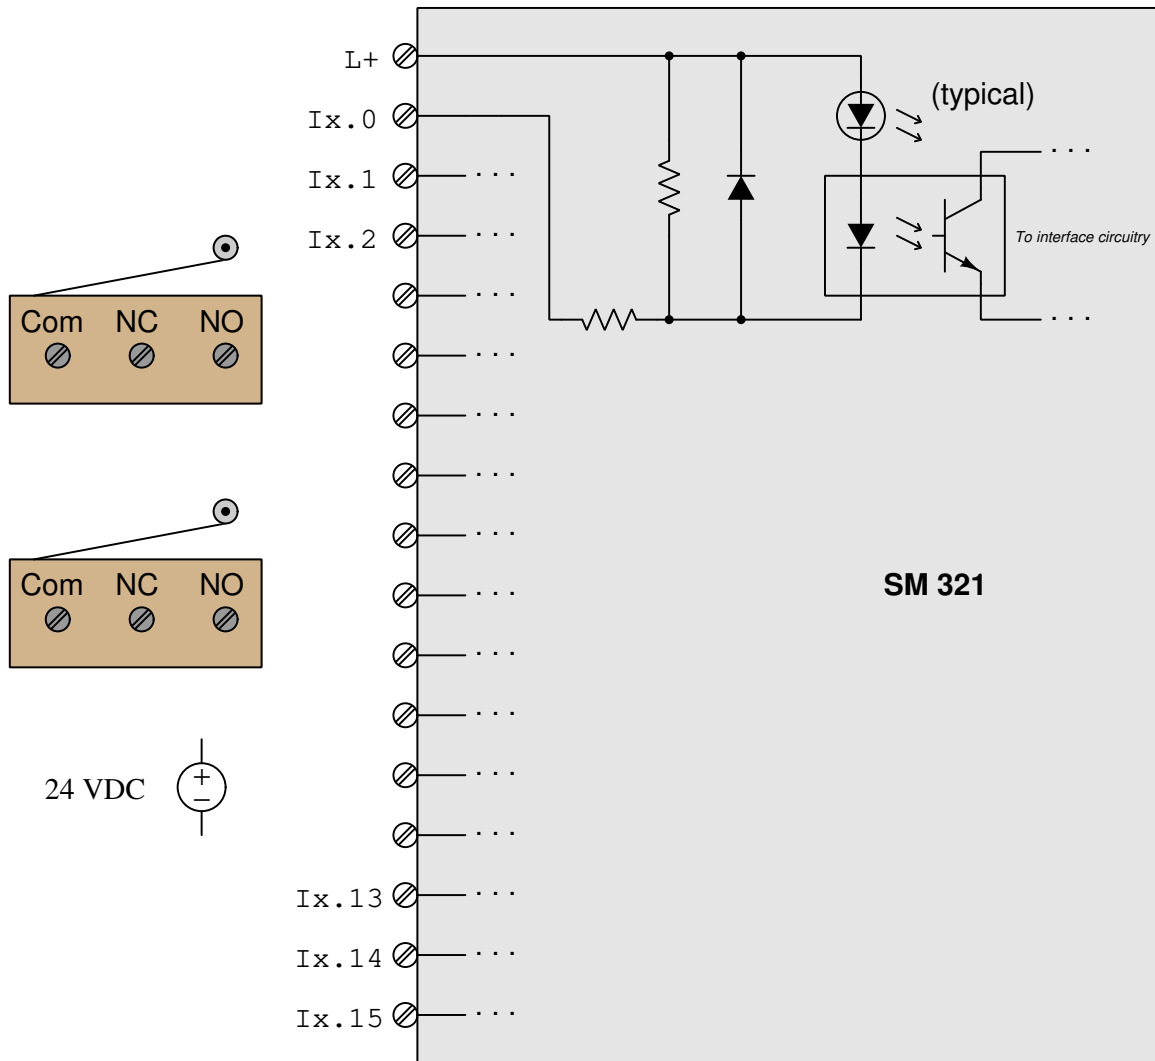 L+
Ix.0
(typical)
. . .
Ix.1
. . .
Ix.2
. . .
To interface circuitry
. . .
. . .
Com NC NO
. . .
. . .
. . .
. . .
Com NC NO
. . .
SM 321
. . .
. . .
24 VDC
+
−
. . .
. . .
Ix.13
. . .
Ix.14
. . .
Ix.15
. . .